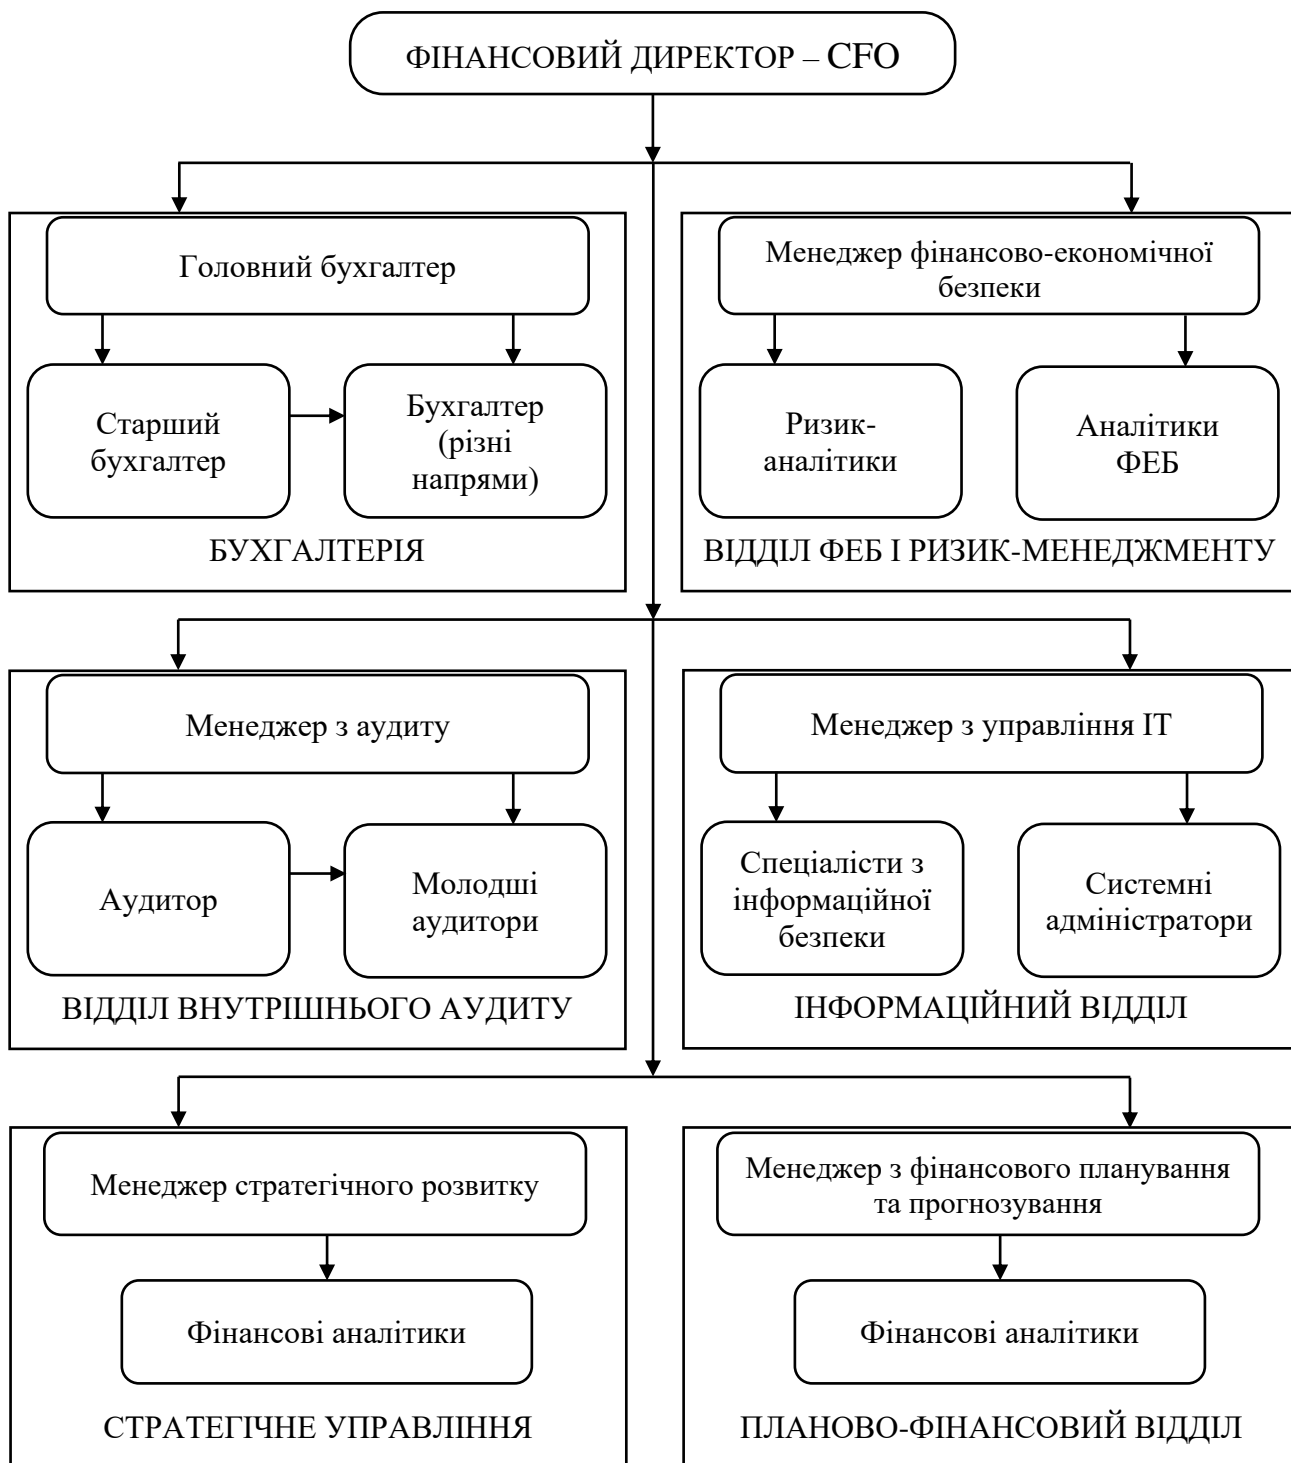 ФІНАНСОВИЙ ДИРЕКТОР – CFO
Головний бухгалтер
Старший
бухгалтер
Бухгалтер
(різні
напрями)
БУХГАЛТЕРІЯ
Менеджер фінансово-економічної
безпеки
Ризик-
аналітики
Аналітики
ФЕБ
ВІДДІЛ ФЕБ І РИЗИК-МЕНЕДЖМЕНТУ
Менеджер з аудиту
Аудитор
Молодші
аудитори
ВІДДІЛ ВНУТРІШНЬОГО АУДИТУ
Менеджер з управління ІТ
Спеціалісти з
інформаційної
безпеки
Системні
адміністратори
ІНФОРМАЦІЙНИЙ ВІДДІЛ
Менеджер стратегічного розвитку
Фінансові аналітики
СТРАТЕГІЧНЕ УПРАВЛІННЯ
Менеджер з фінансового планування
та прогнозування
Фінансові аналітики
ПЛАНОВО-ФІНАНСОВИЙ ВІДДІЛ